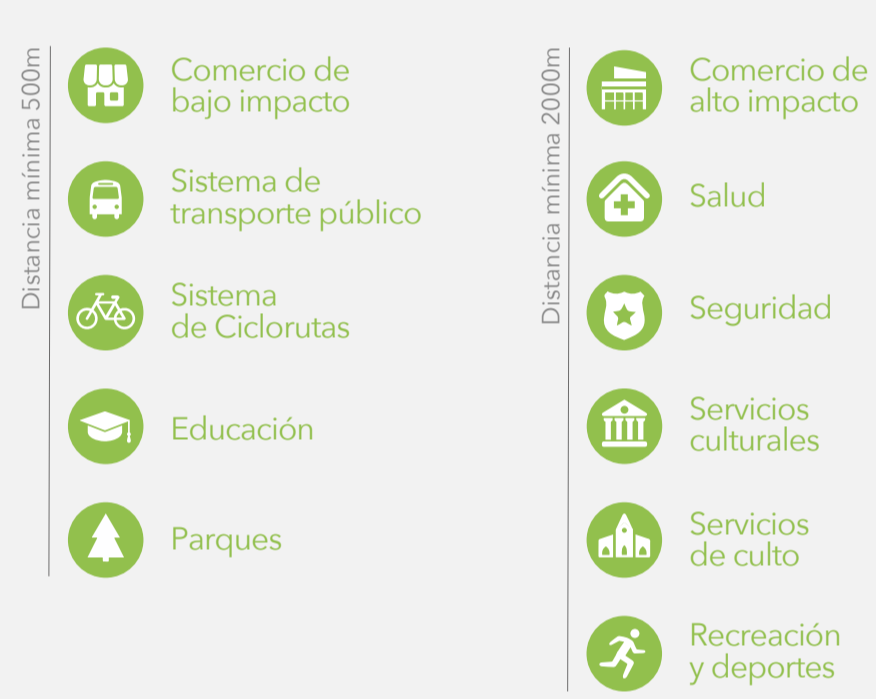 Distancia mínima 500m
Comercio de
bajo impacto
Sistema de
transporte público
Sistema
de Ciclorutas
Educación
Parques
Distancia mínima 2000m
Comercio de
alto impacto
Salud
Seguridad
Servicios
culturales
Servicios
de culto
Recreación
y deportes